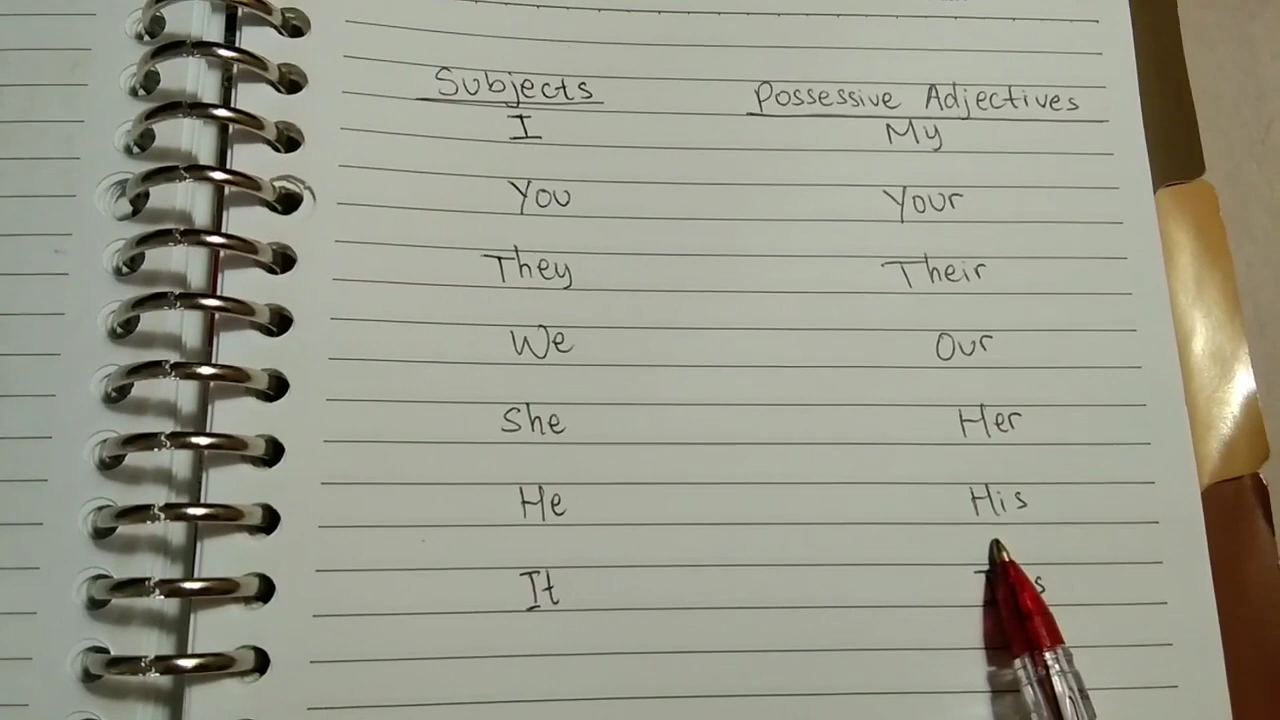 Subjects Possessive Adjectives
I My
You Your
They Their
We Our
She Her
He His
It